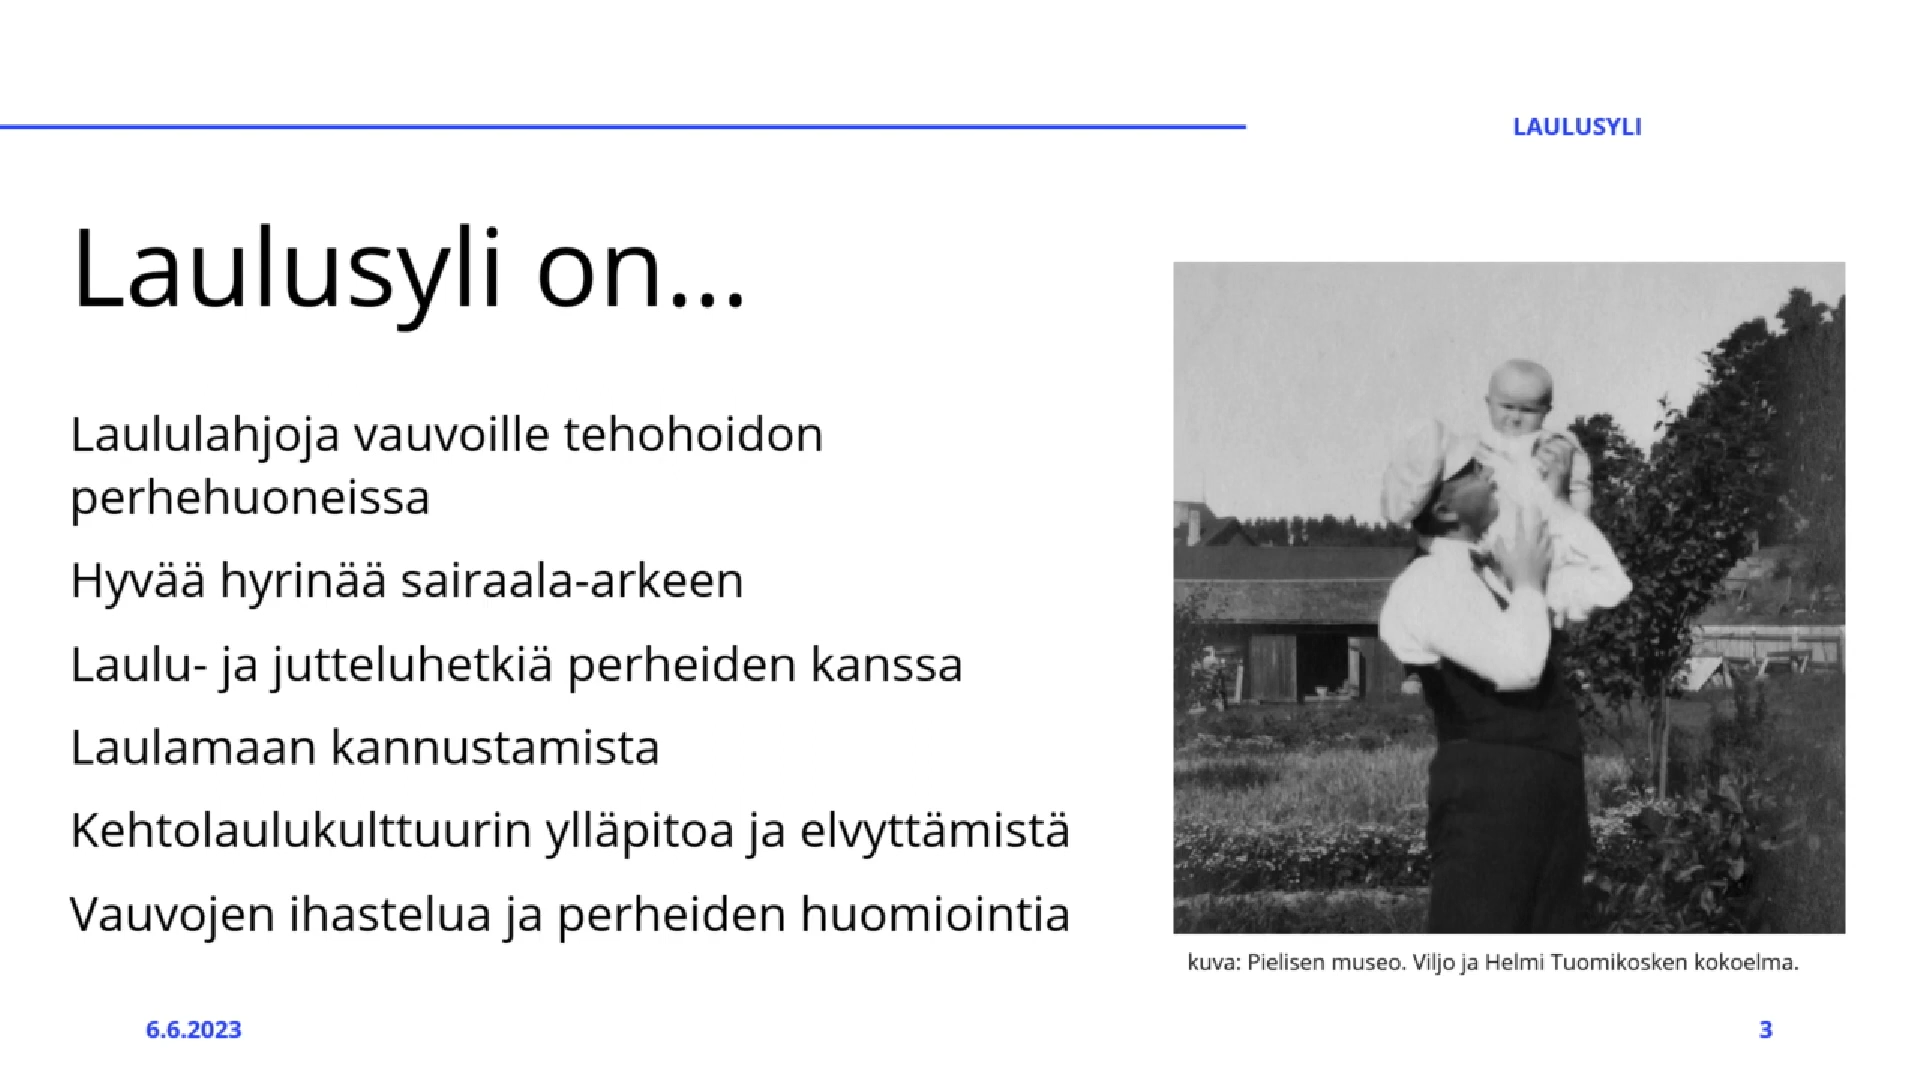 LAULUSYLI
Laulusyli on...
Laululahjoja vauvoille tehohoidon
perhehuoneissa
Hyvää hyrinää sairaala-arkeen
Laulu- ja jutteluhetkiä perheiden kanssa
Laulamaan kannustamista
Kehtolaulukulttuurin ylläpitoa ja elvyttämistä
Vauvojen ihastelua ja perheiden huomiointia
kuva: Pielisen museo. Viljo ja Helmi Tuomikosken kokoelma.
6.6.2023
3